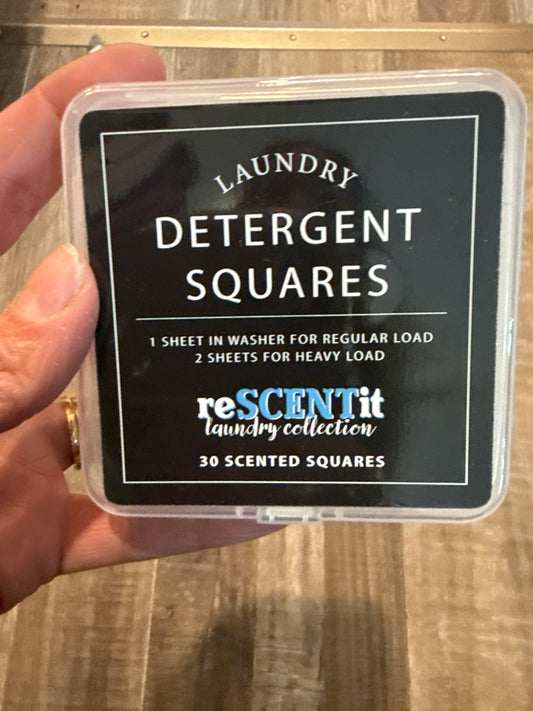 LAUNDRY
DETERGENT
SQUARES
1 SHEET IN WASHER FOR REGULAR LOAD
2 SHEETS FOR HEAVY LOAD
reSCENTit
laundry collection
30 SCENTED SQUARES